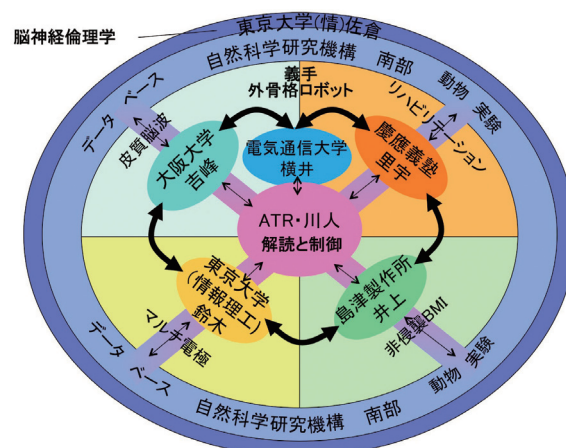 東京大学(情)佐倉
脳神経倫理学
自然科学研究機構 南部
データ ベース
動物 実験
義手
外骨格ロボット
皮質脳波
リハビリテーション
大阪大学
吉峰
電気通信大学
横井
慶應義塾
里宇
ATR・川人
解読と制御
東京大学
(情報理工)
鈴木
島津製作所
井上
マルチ電極
非侵襲BMI
データ ベース
動物 実験
自然科学研究機構 南部